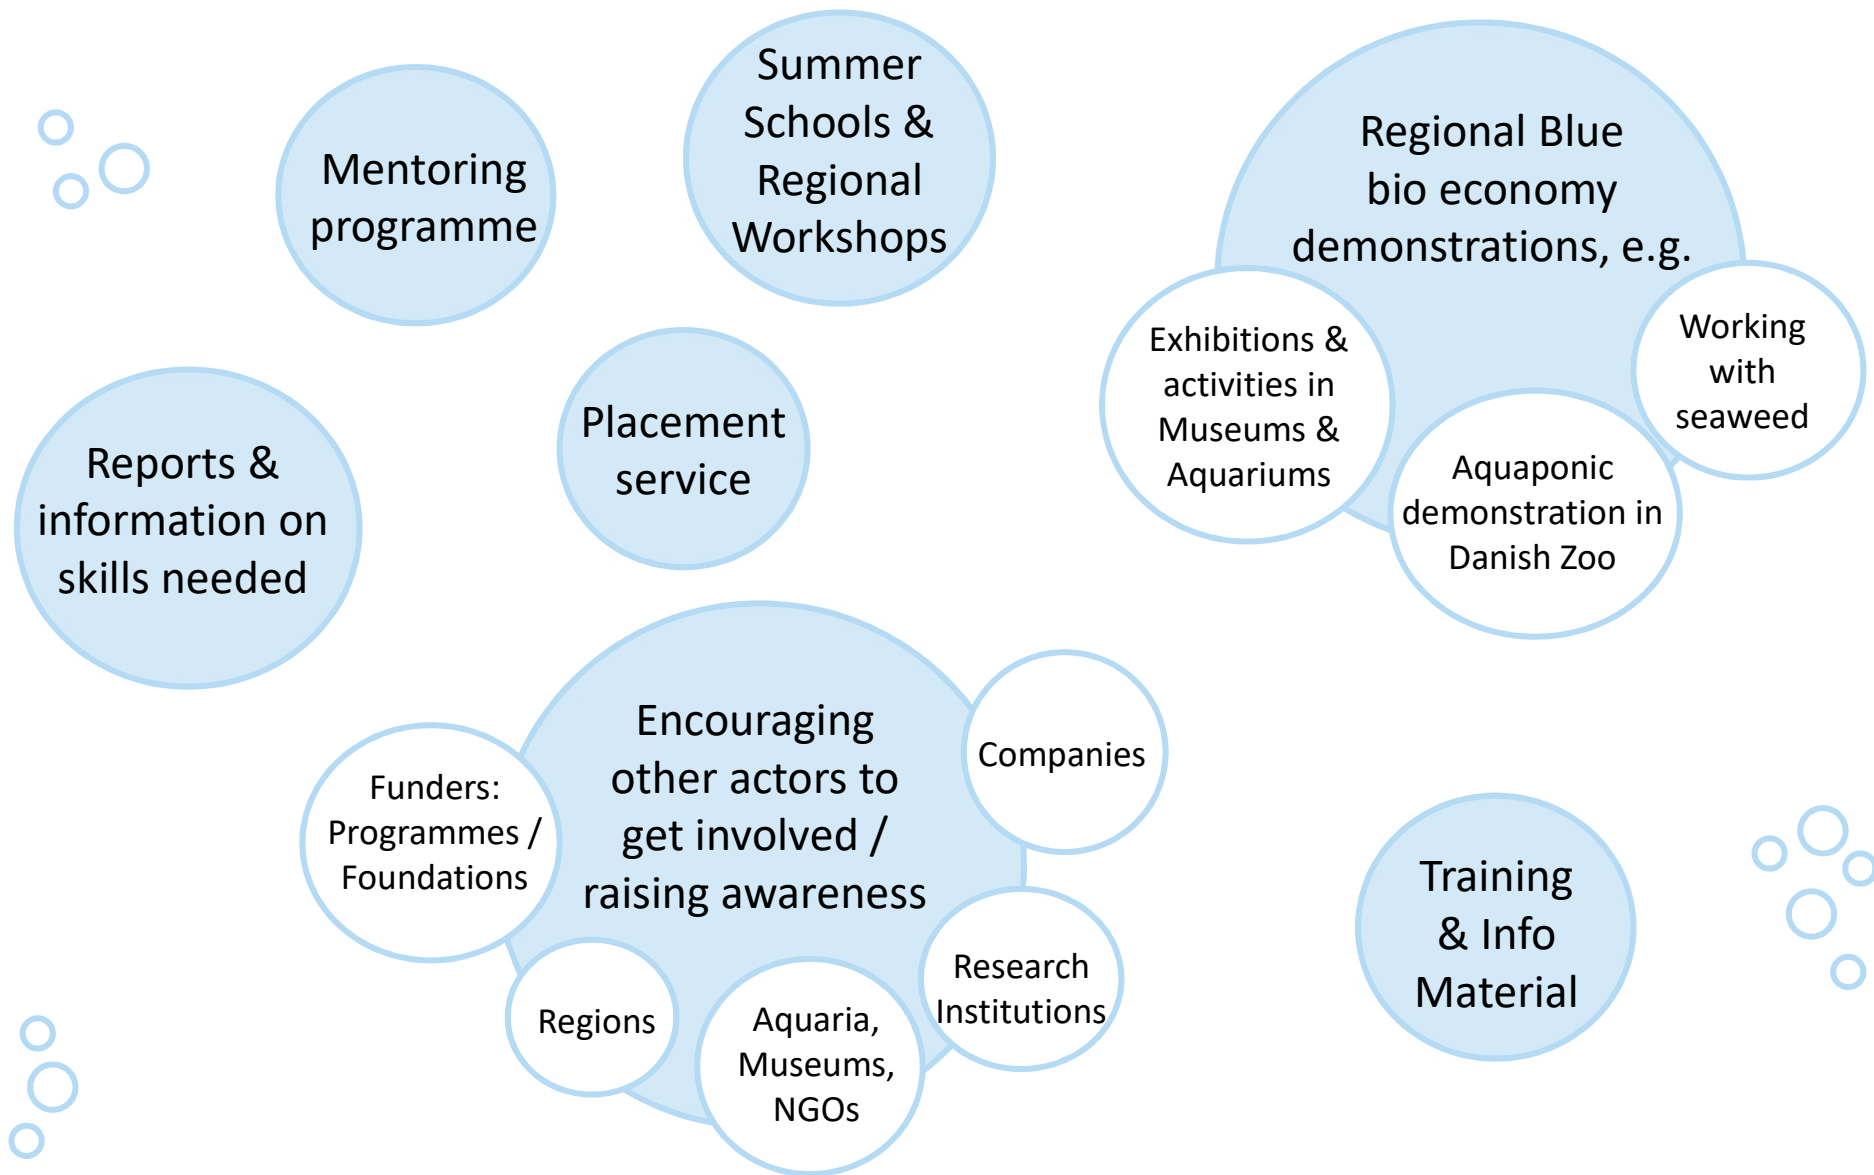 Mentoring
programme
Summer
Schools &
Regional
Workshops
Regional Blue
bio economy
demonstrations, e.g.
Exhibitions &
activities in
Museums &
Aquariums
Aquaponic
demonstration in
Danish Zoo
Working
with
seaweed
Reports &
information on
skills needed
Placement
service
Encouraging
other actors to
get involved /
raising awareness
Funders:
Programmes /
Foundations
Regions
Aquaria,
Museums,
NGOs
Research
Institutions
Companies
Training
& Info
Material